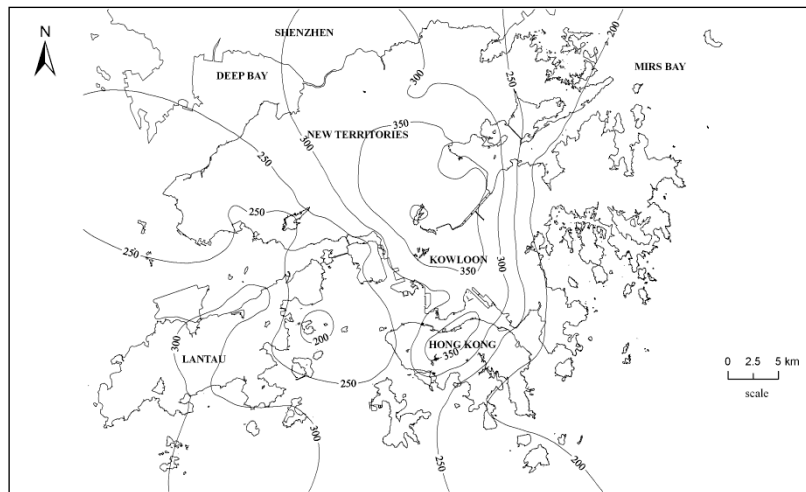 SHENZHEN
200
N
DEEP BAY
300
250
MIRS BAY
350
NEW TERRITORIES
300
250
250
250
KOWLOON
350
300
300
200
HONG KONG
350
LANTAU
250
0 2.5 5 km
scale
300
250
200